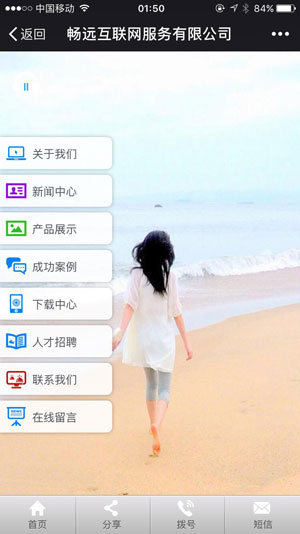 中国移动
01:50
84%
返回
畅远互联网服务有限公司
关于我们
新闻中心
产品展示
成功案例
下载中心
人才招聘
联系我们
在线留言
首页
分享
拨号
短信